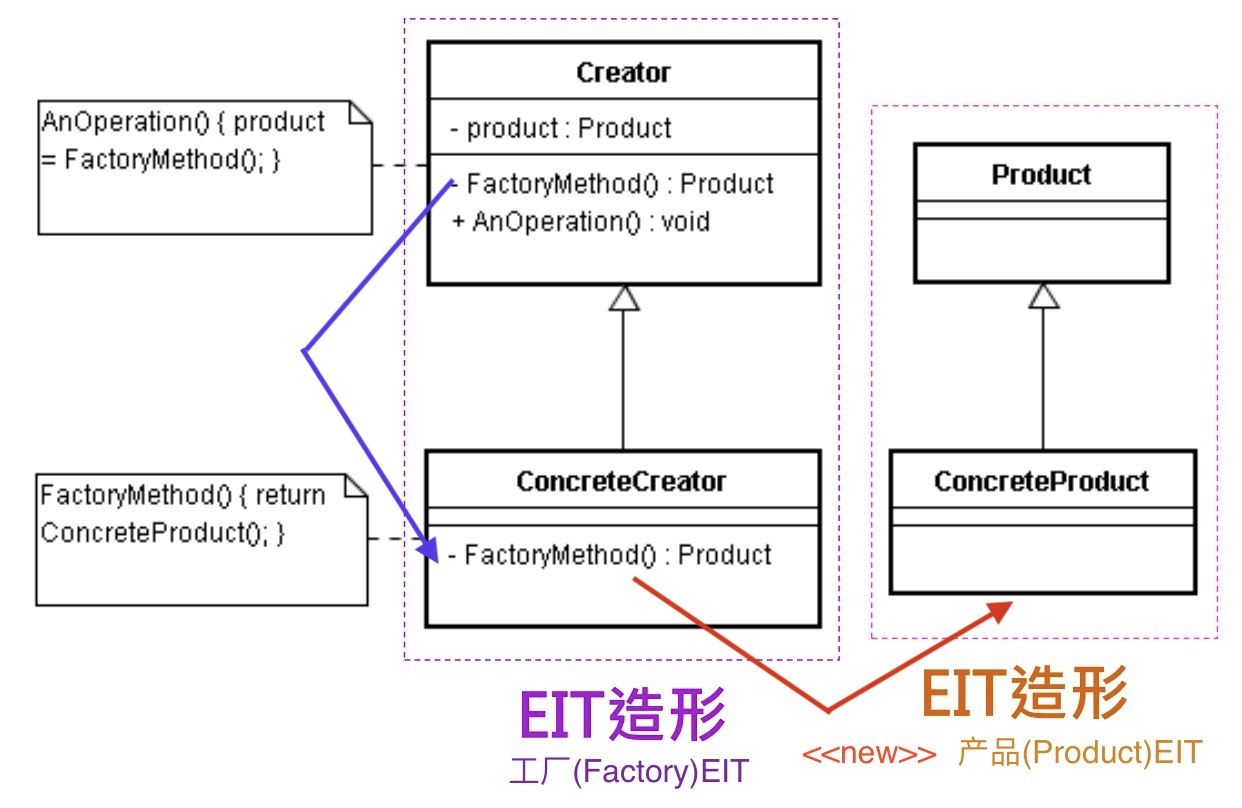 Creator
- product : Product
- FactoryMethod() : Product
+ AnOperation() : void
AnOperation() { product
= FactoryMethod(); }
Product
ConcreteCreator
- FactoryMethod() : Product
FactoryMethod() { return
ConcreteProduct(); }
ConcreteProduct
EIT造形
工厂(Factory)EIT
EIT造形
<<new>> 产品(Product)EIT